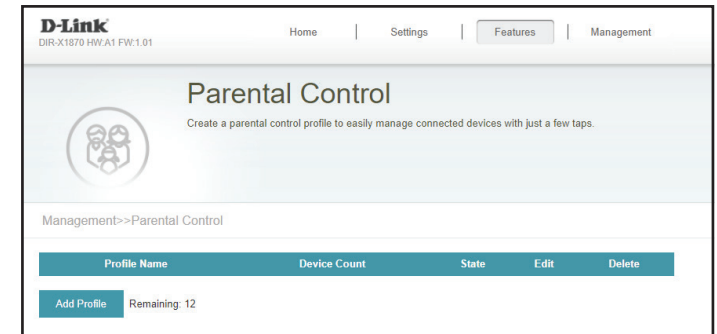 D-Link
DIR-X1870 HW:A1 FW:1.01
Home | Settings | Features | Management
Parental Control
Create a parental control profile to easily manage connected devices with just a few taps.
Management>>Parental Control
Profile Name Device Count State Edit Delete
Add Profile Remaining: 12